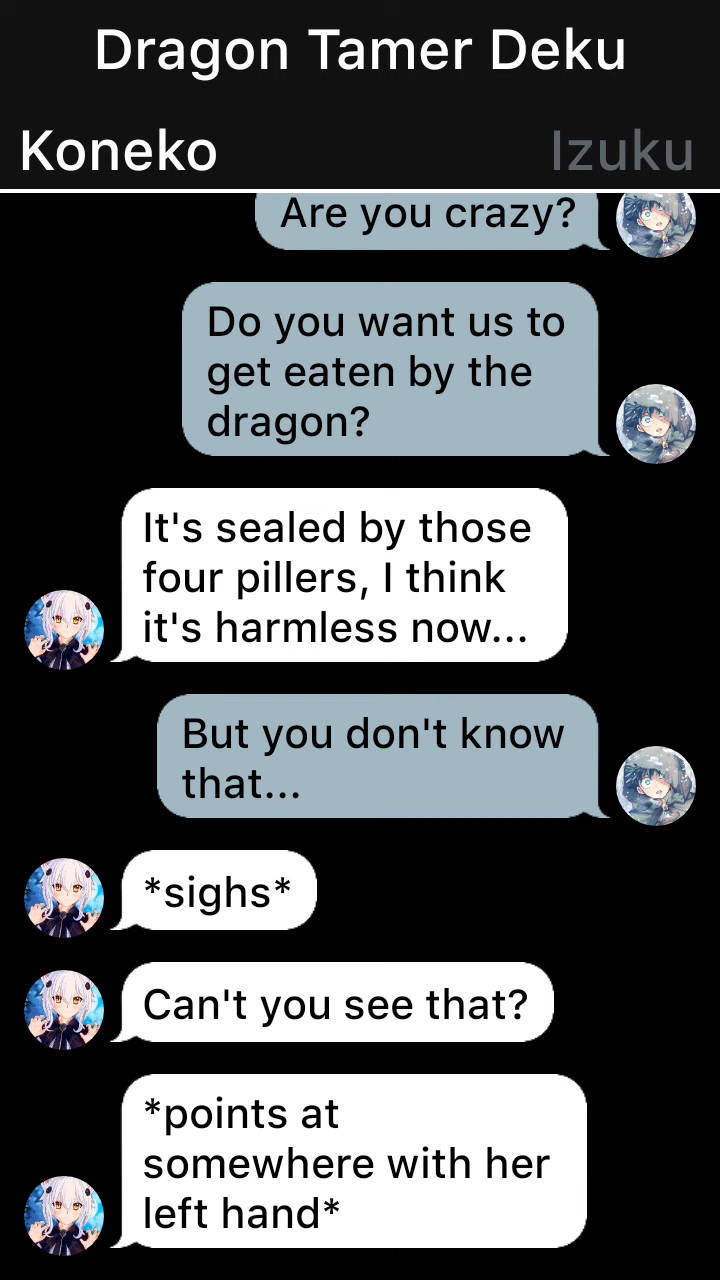 Dragon Tamer Deku
Koneko
Izuku
Are you crazy?
Do you want us to
get eaten by the
dragon?
It's sealed by those
four pillers, I think
it's harmless now...
But you don't know
that...
*sighs*
Can't you see that?
*points at
somewhere with her
left hand*